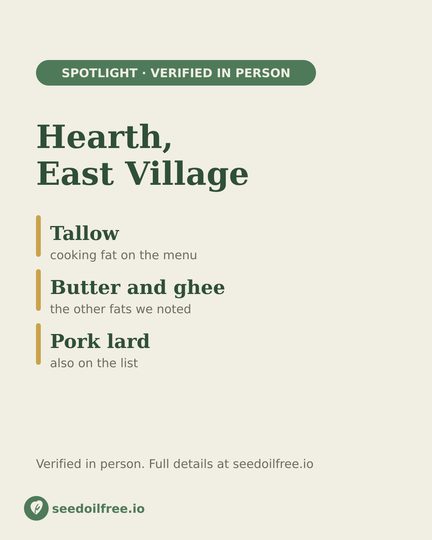 SPOTLIGHT · VERIFIED IN PERSON
Hearth,
East Village
Tallow
cooking fat on the menu
Butter and ghee
the other fats we noted
Pork lard
also on the list
Verified in person. Full details at seedoilfree.io
seedoilfree.io